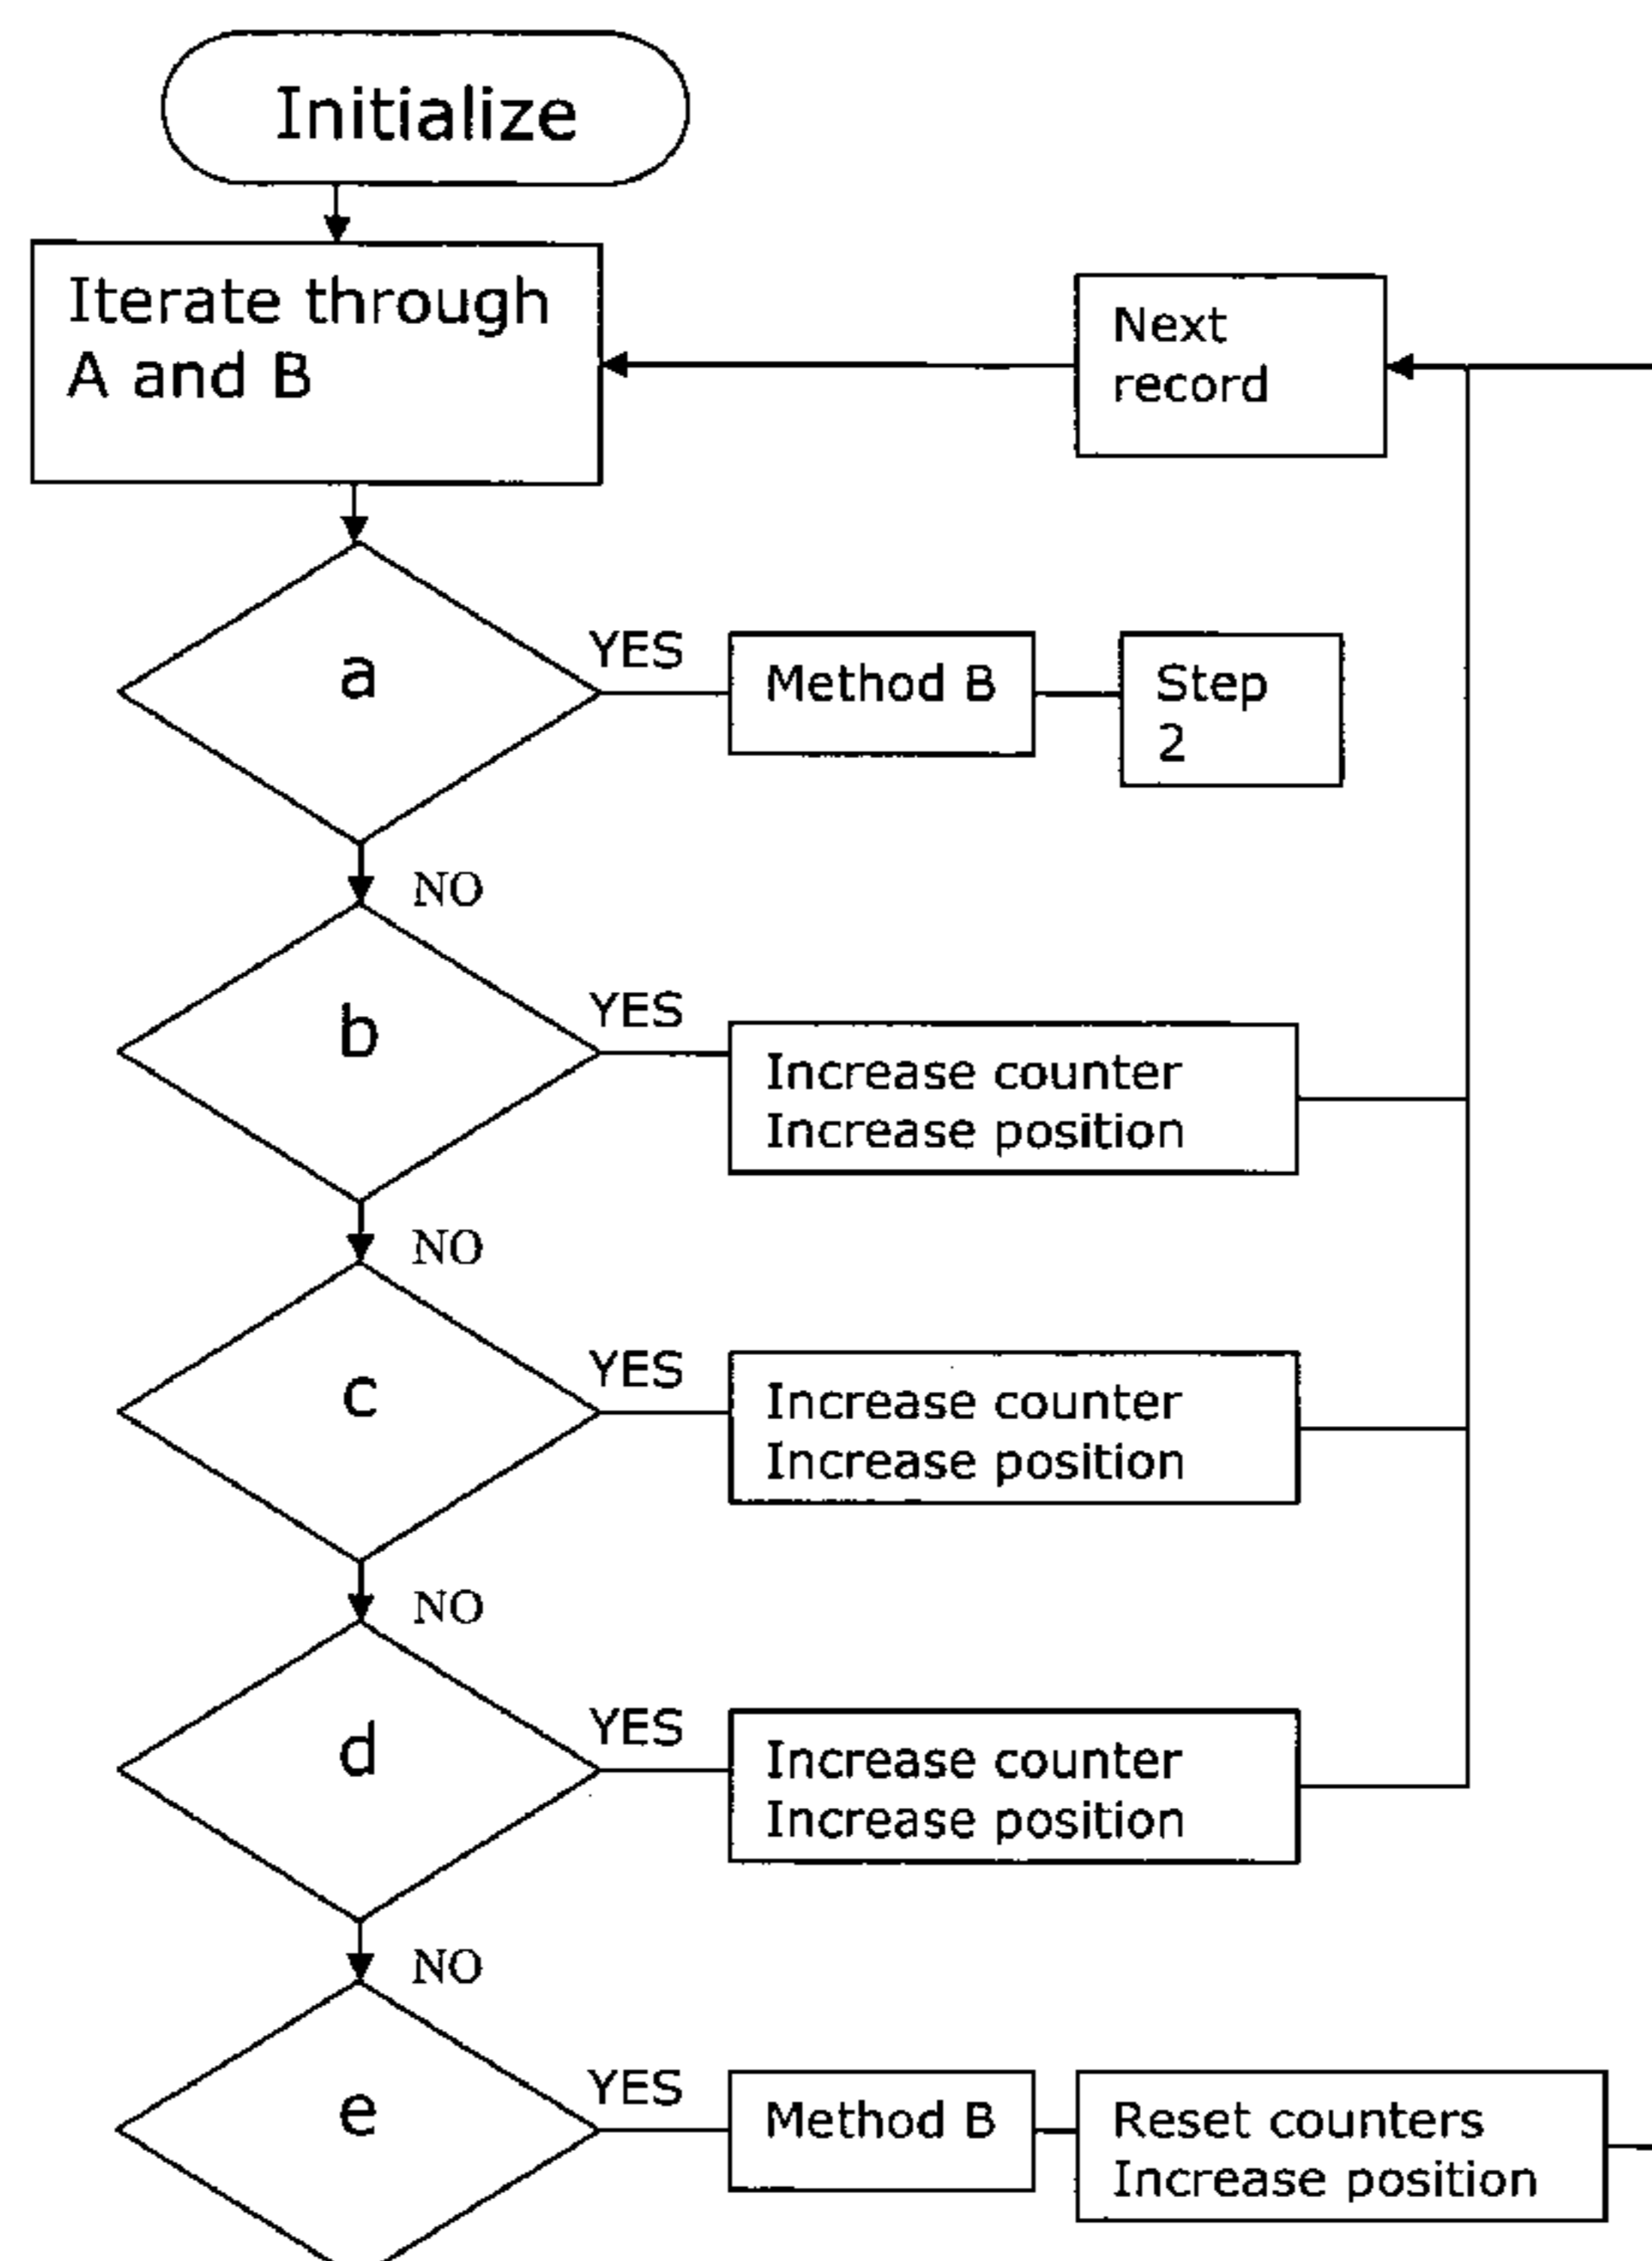 Initialize
Iterate through
A and B
Next
record
a
YES
Method B
Step
2
NO
b
YES
Increase counter
Increase position
NO
c
YES
Increase counter
Increase position
NO
d
YES
Increase counter
Increase position
NO
e
YES
Method B
Reset counters
Increase position